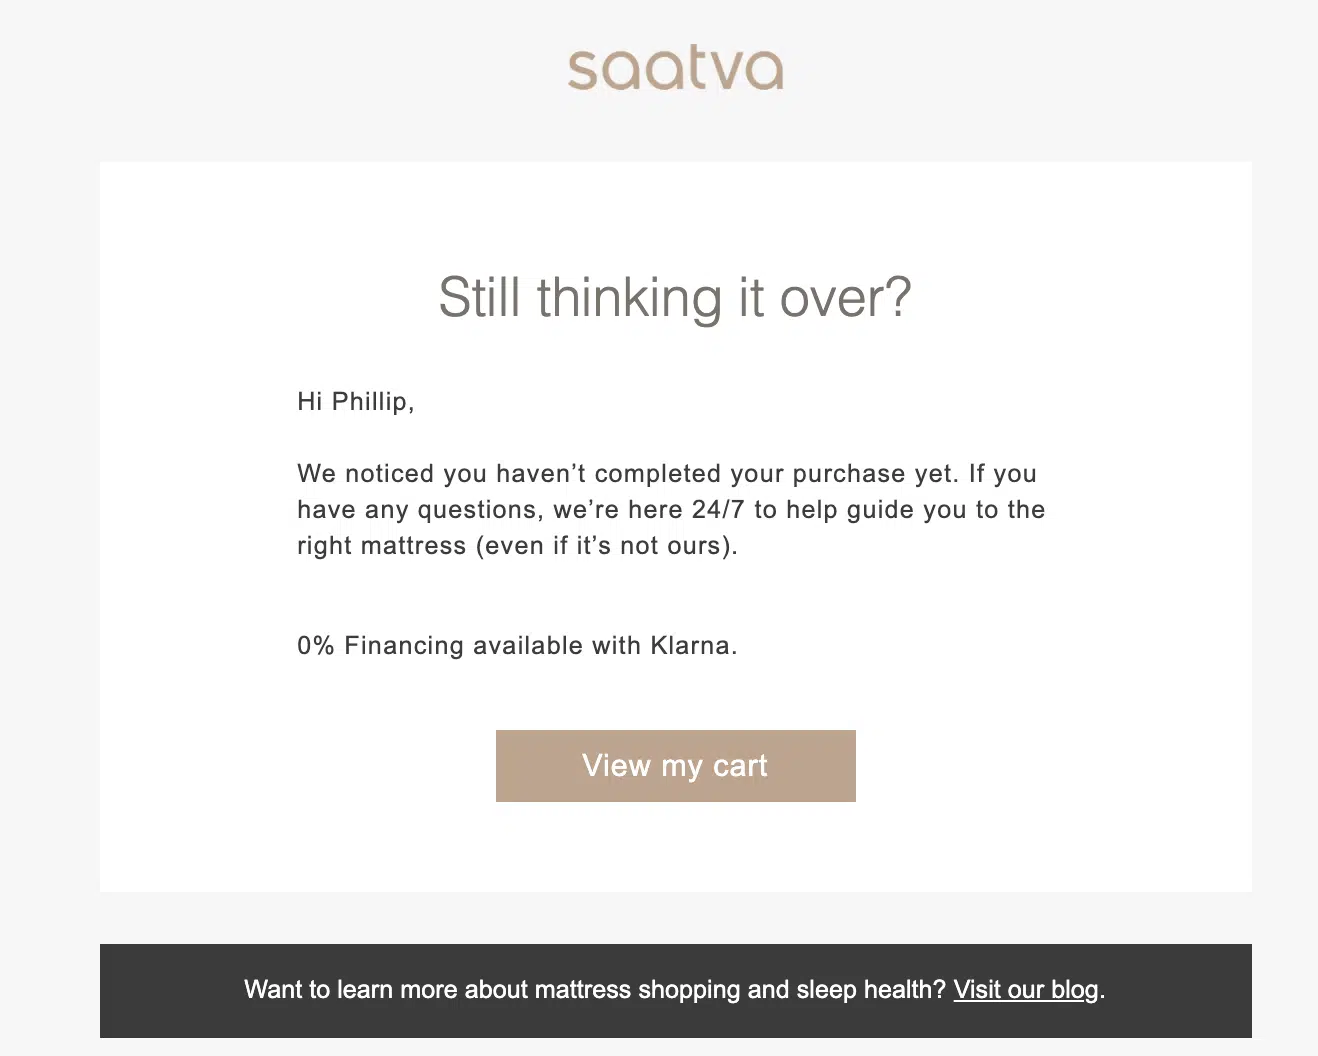 saatva
Still thinking it over?
Hi Phillip,
We noticed you haven’t completed your purchase yet. If you
have any questions, we’re here 24/7 to help guide you to the
right mattress (even if it’s not ours).
0% Financing available with Klarna.
View my cart
Want to learn more about mattress shopping and sleep health? Visit our blog.